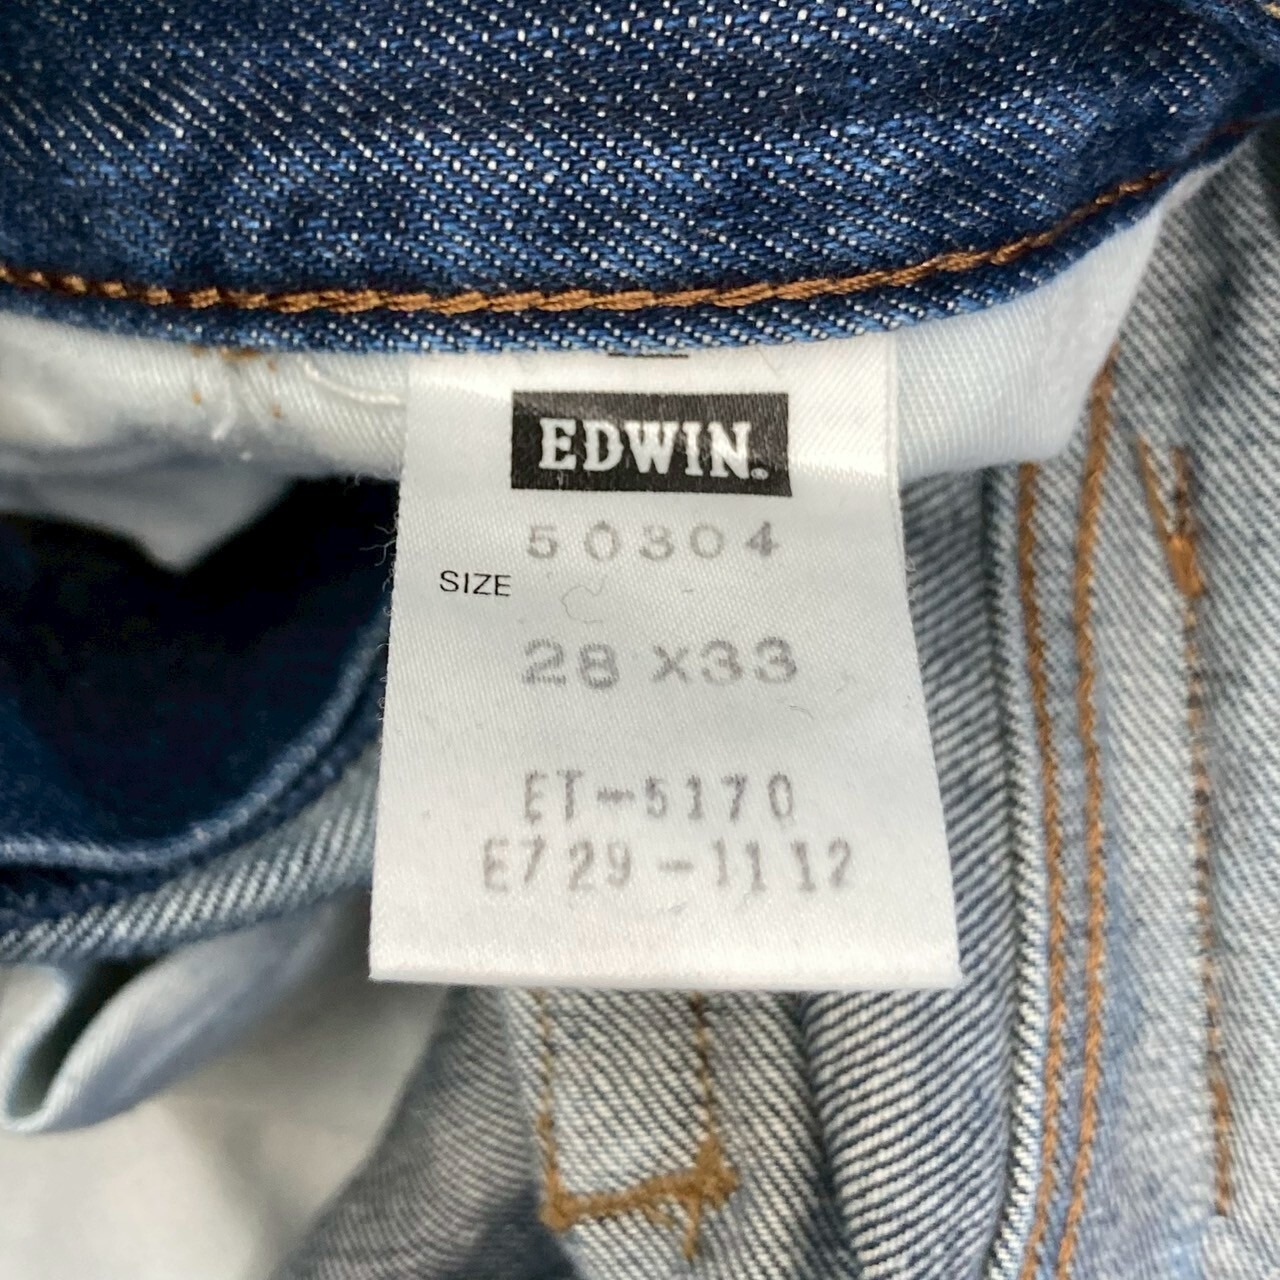 EDWIN.
50304
SIZE
28 X33
ET-5170
E729-1112